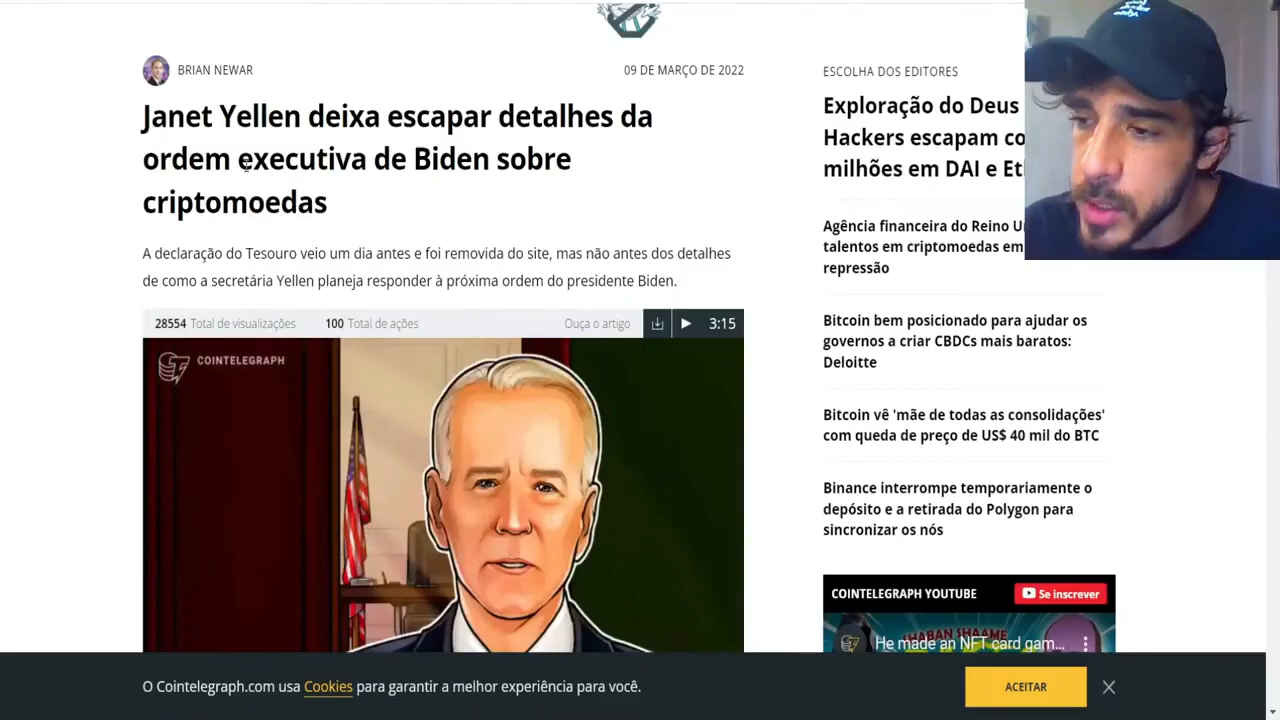 BRIAN NEWAR
09 DE MARÇO DE 2022
Janet Yellen deixa escapar detalhes da
ordem executiva de Biden sobre
criptomoedas
A declaração do Tesouro veio um dia antes e foi removida do site, mas não antes dos detalhes
de como a secretária Yellen planeja responder à próxima ordem do presidente Biden.
28554 Total de visualizações
100 Total de ações
Ouça o artigo
3:15
COINTELEGRAPH
ESCOLHA DOS EDITORES
Exploração do Deus
Hackers escapam
milhões em DAI e
Agência financeira do Reino
talentos em criptomoedas em
repressão
Bitcoin bem posicionado para ajudar os
governos a criar CBDCs mais baratos:
Deloitte
Bitcoin vê 'mãe de todas as consolidações'
com queda de preço de US$ 40 mil do BTC
Binance interrompe temporariamente o
depósito e a retirada do Polygon para
sincronizar os nós
COINTELEGRAPH YOUTUBE
Se inscrever
SHABAN SHAAME
He made an NFT card gam...
O Cointelegraph.com usa Cookies para garantir a melhor experiência para você.
ACEITAR